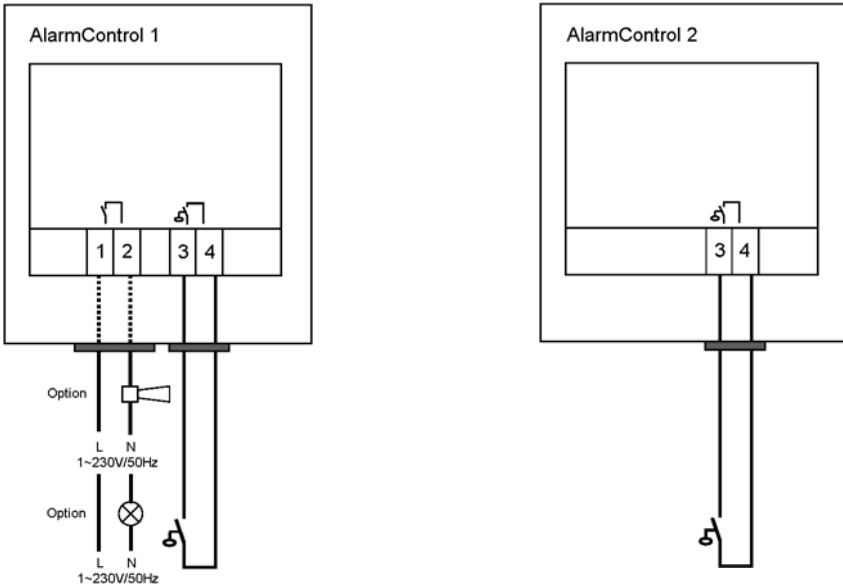 AlarmControl 1
1 2 3 4
Option
L N
1~230V/50Hz
Option
L N
1~230V/50Hz
AlarmControl 2
3 4